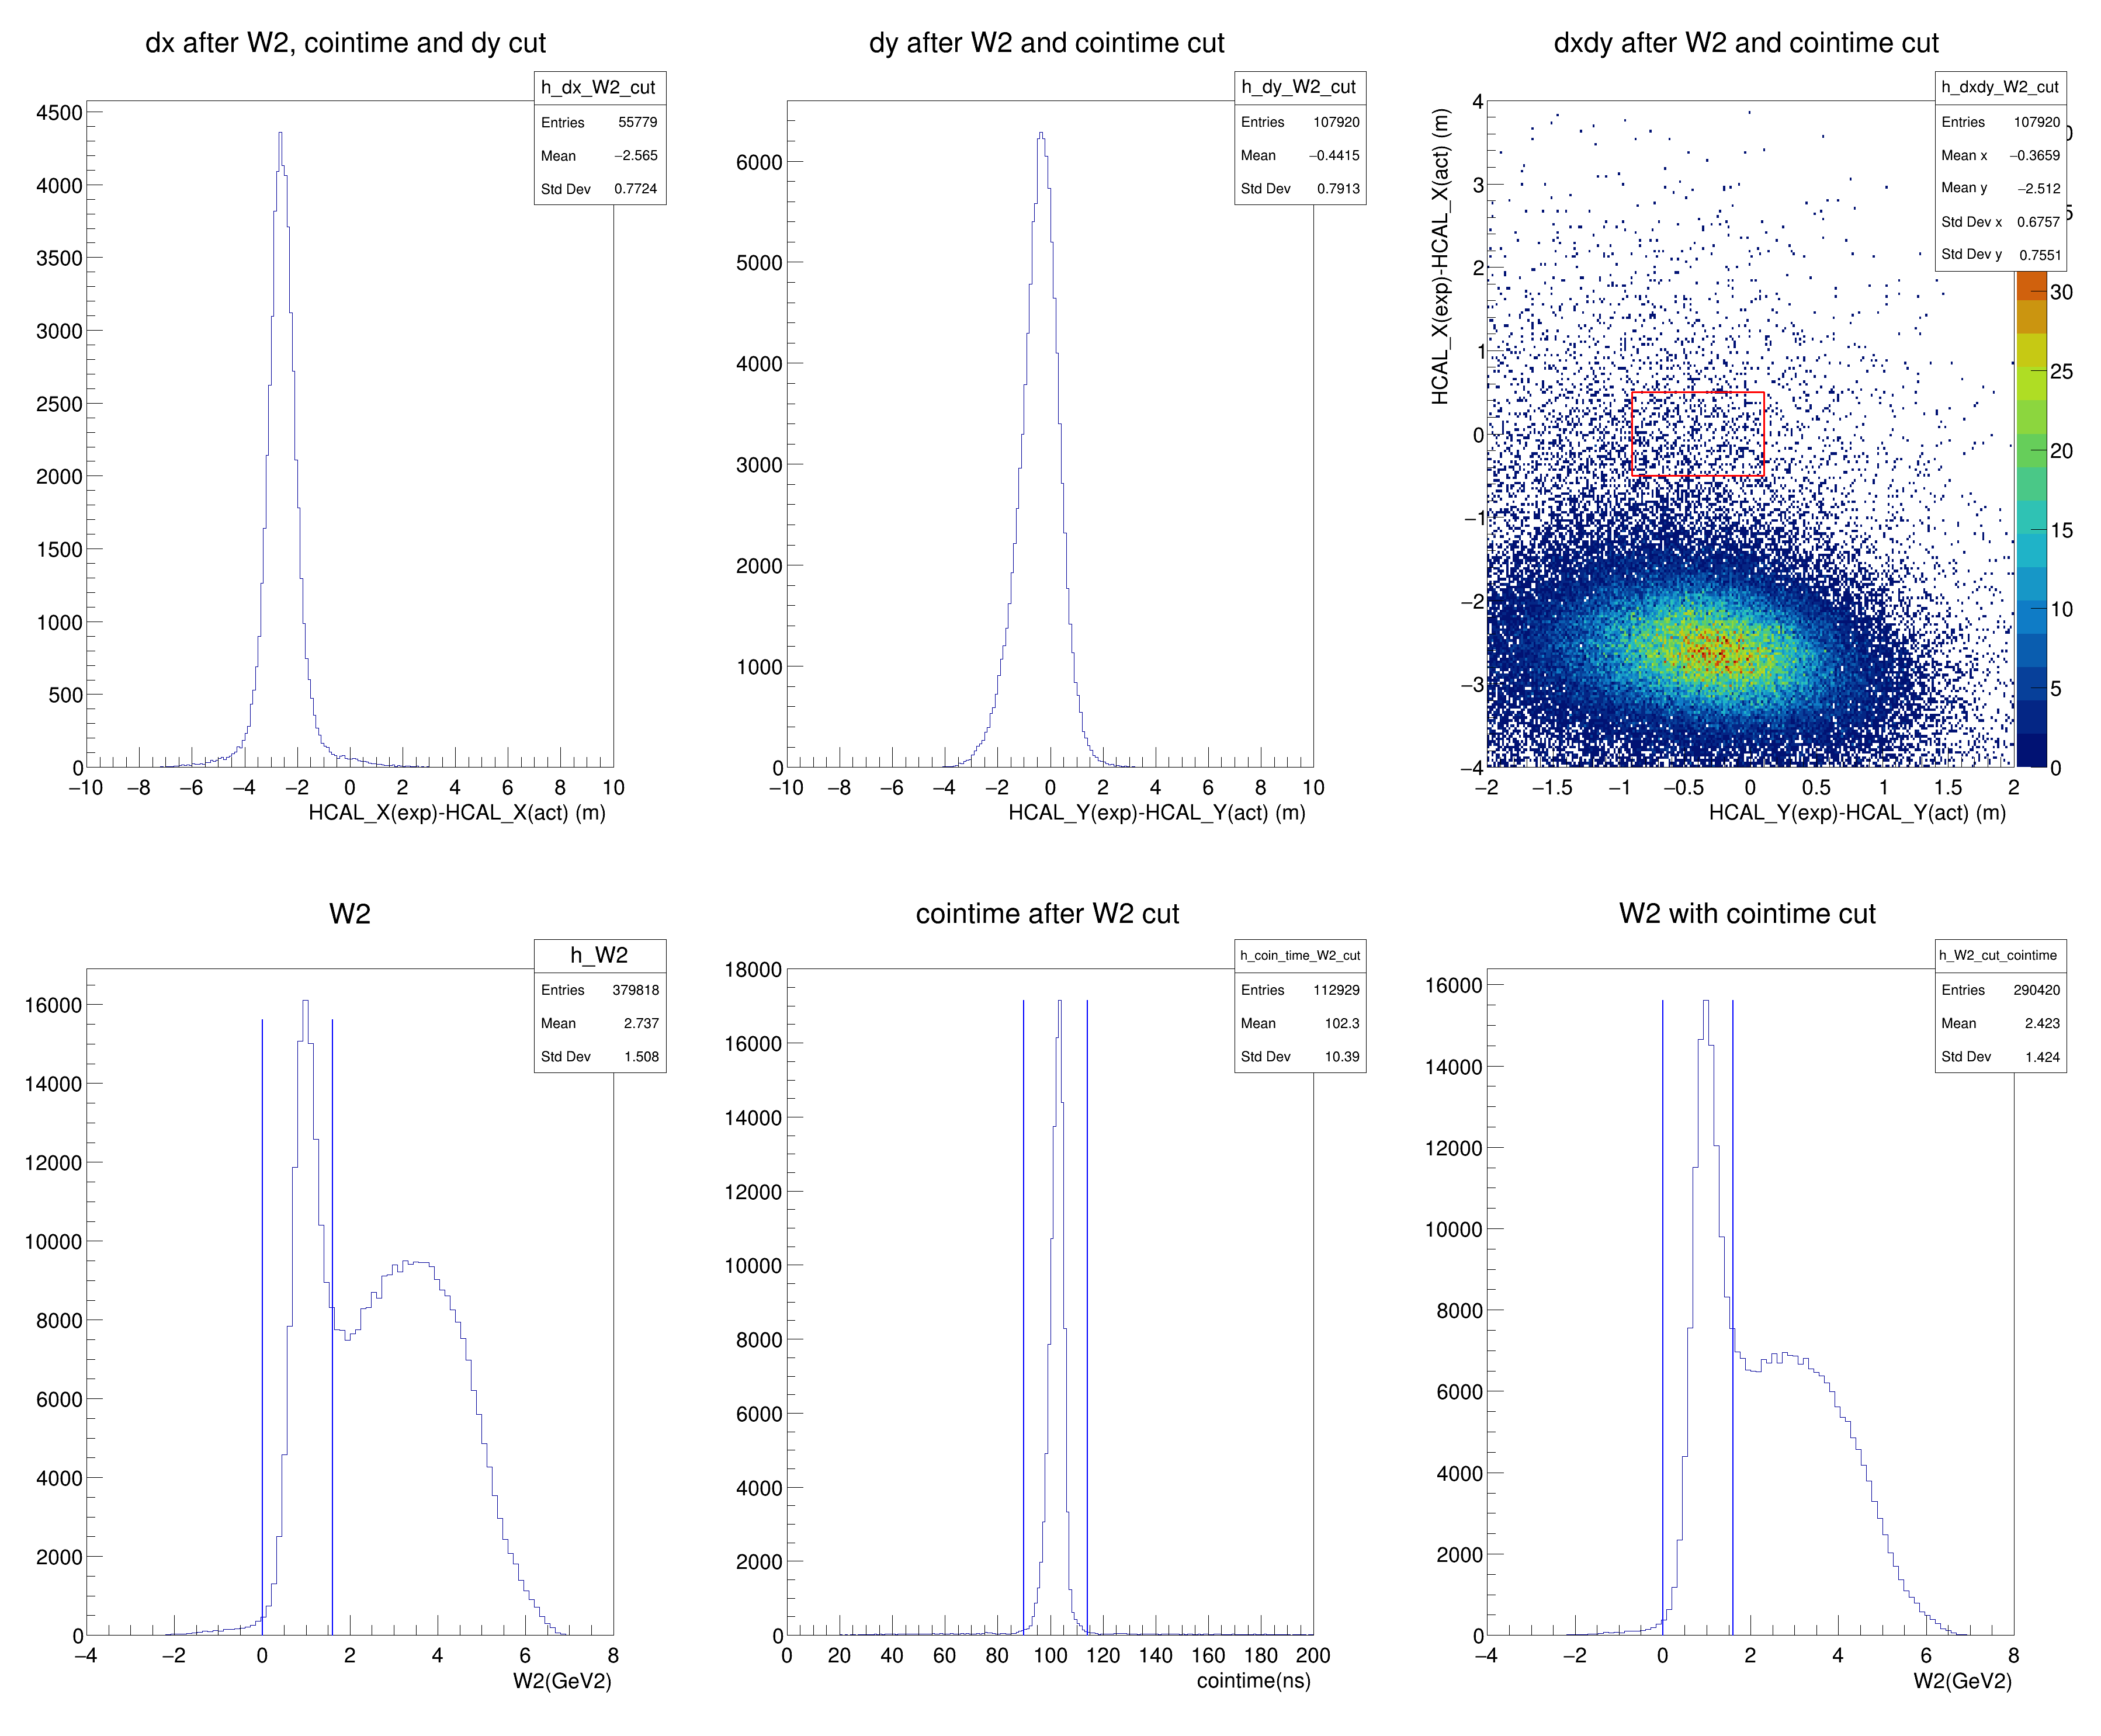 dx after W2, cointime and dy cut
h_dx_W2_cut
Entries 55779
Mean −2.565
Std Dev 0.7724
4500
4000
3500
3000
2500
2000
1500
1000
500
0
−10 −8 −6 −4 −2 0 2 4 6 8 10
HCAL_X(exp)-HCAL_X(act) (m)
dy after W2 and cointime cut
h_dy_W2_cut
Entries 107920
Mean −0.4415
Std Dev 0.7913
6000
5000
4000
3000
2000
1000
0
−10 −8 −6 −4 −2 0 2 4 6 8 10
HCAL_Y(exp)-HCAL_Y(act) (m)
dxdy after W2 and cointime cut
h_dxdy_W2_cut
Entries 107920
Mean x −0.3659
Mean y −2.512
Std Dev x 0.6757
Std Dev y 0.7551
HCAL_X(exp)-HCAL_X(act) (m)
4
3
2
1
0
−1
−2
−3
−4
−2 −1.5 −1 −0.5 0 0.5 1 1.5 2
HCAL_Y(exp)-HCAL_Y(act) (m)
30
25
20
15
10
5
0
W2
h_W2
Entries 379818
Mean 2.737
Std Dev 1.508
16000
14000
12000
10000
8000
6000
4000
2000
0
−4 −2 0 2 4 6 8
W2(GeV2)
cointime after W2 cut
h_coin_time_W2_cut
Entries 112929
Mean 102.3
Std Dev 10.39
18000
16000
14000
12000
10000
8000
6000
4000
2000
0
0 20 40 60 80 100 120 140 160 180 200
cointime(ns)
W2 with cointime cut
h_W2_cut_cointime
Entries 290420
Mean 2.423
Std Dev 1.424
16000
14000
12000
10000
8000
6000
4000
2000
0
−4 −2 0 2 4 6 8
W2(GeV2)